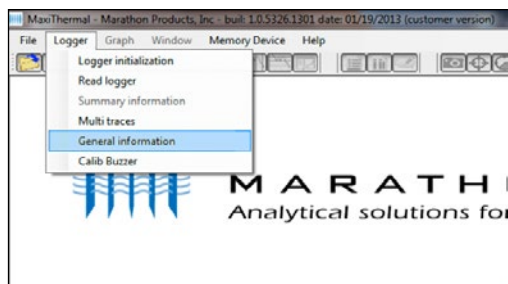 MaxiThermal - Marathon Products, Inc - buil: 1.0.5326.1301 date: 01/19/2013 (customer version)
File Logger Graph Window Memory Device Help
Logger initialization
Read logger
Summary information
Multi traces
General information
Calib Buzzer
MARATH
Analytical solutions for